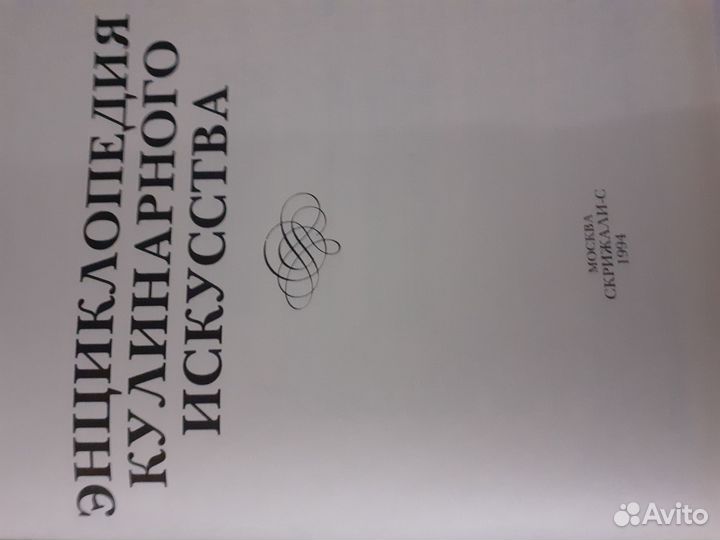 ЭНЦИКЛОПЕДИЯ
КУЛИНАРНОГО
ИСКУССТВА
МОСКВА
СКРИЖАЛИ-С
1994
Avito